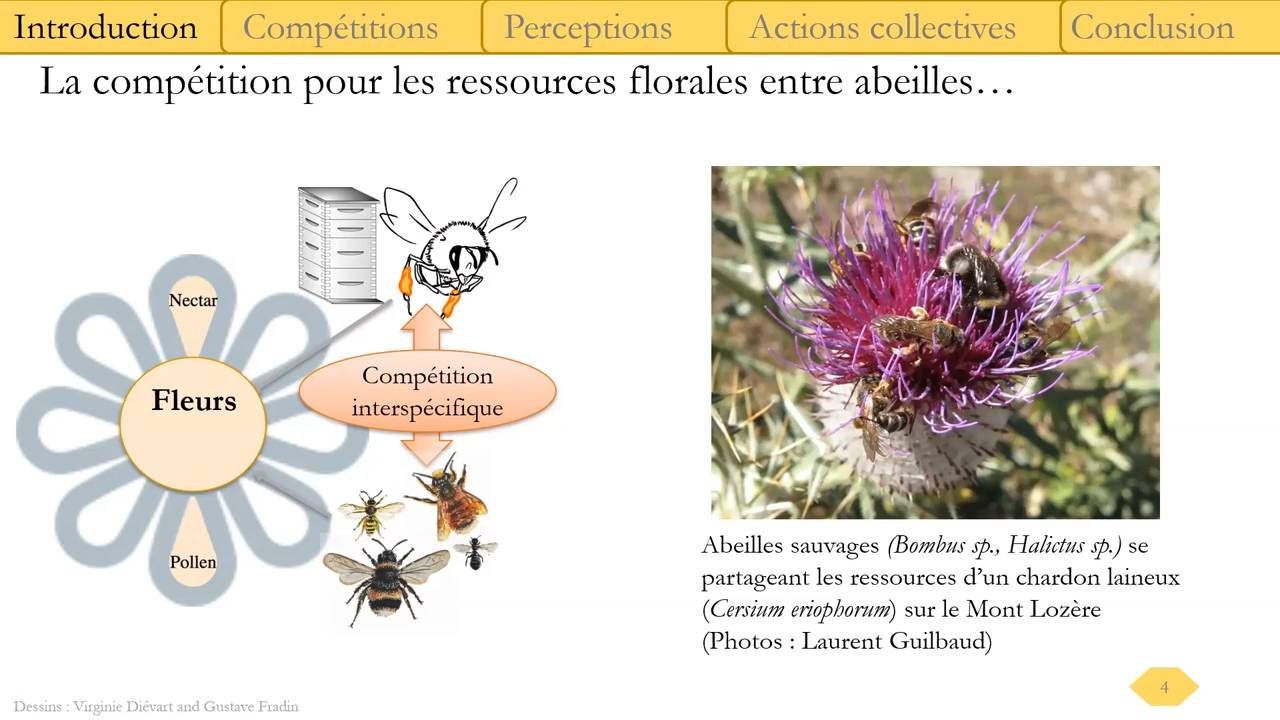 Introduction
Compétitions
Perceptions
Actions collectives
Conclusion
La compétition pour les ressources florales entre abeilles…
Nectar
Fleurs
Pollen
Compétition
interspécifique
Abeilles sauvages (Bombus sp., Halictus sp.) se
partageant les ressources d’un chardon laineux
(Cersium eriophorum) sur le Mont Lozère
(Photos : Laurent Guilbaud)
4
Dessins : Virginie Diévart and Gustave Fradin